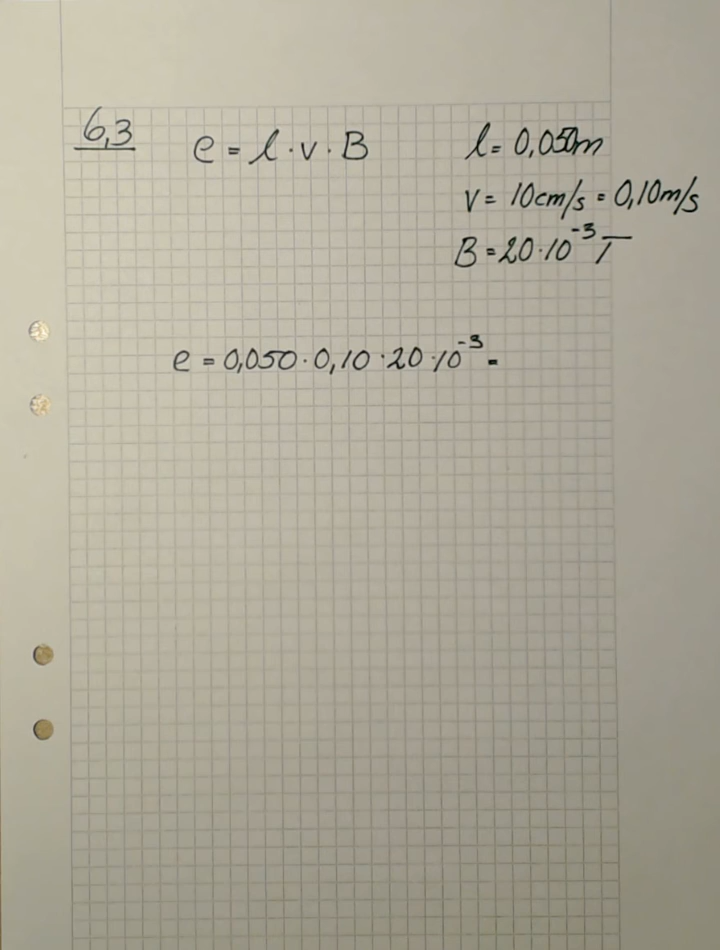 6,3 e = l · v · B l = 0,050m
v = 10cm/s = 0,10m/s
B = 20·10⁻³ T
e = 0,050 · 0,10 · 20 · 10⁻³ =